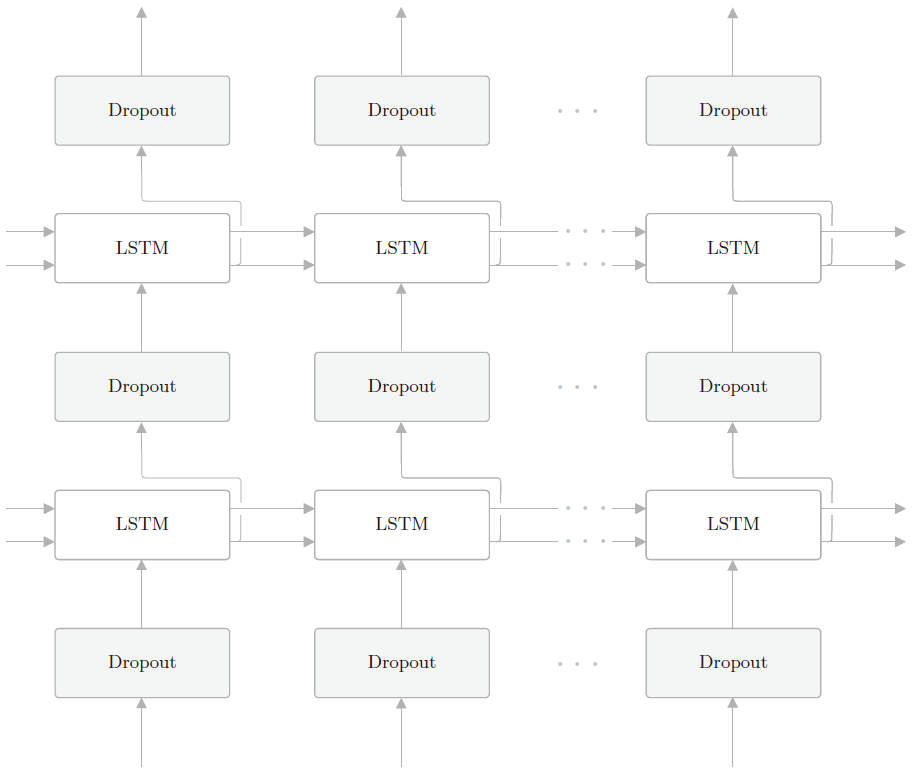 Dropout Dropout . . . Dropout
LSTM LSTM . . . LSTM
. . .
Dropout Dropout . . . Dropout
LSTM LSTM . . . LSTM
. . .
Dropout Dropout . . . Dropout